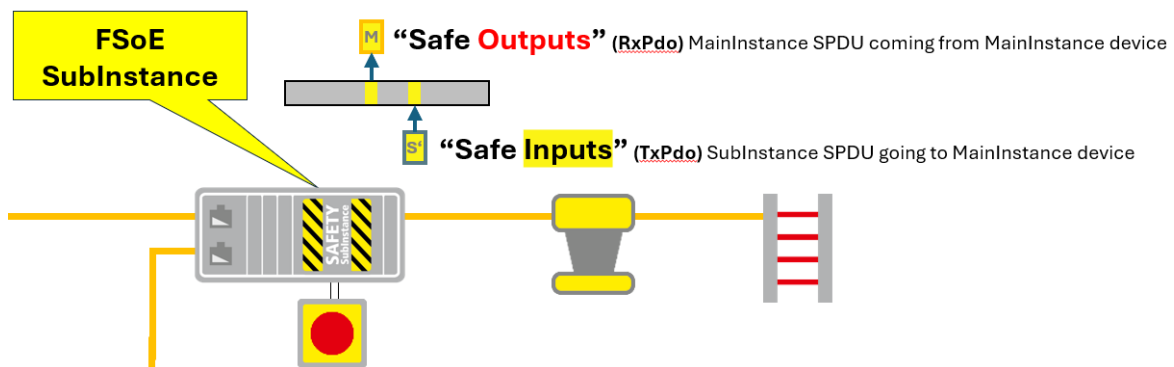 FSoE
SubInstance
M "Safe Outputs" (RxPdo) MainInstance SPDU coming from MainInstance device
S' "Safe Inputs" (TxPdo) SubInstance SPDU going to MainInstance device
SAFETY
SubInstance